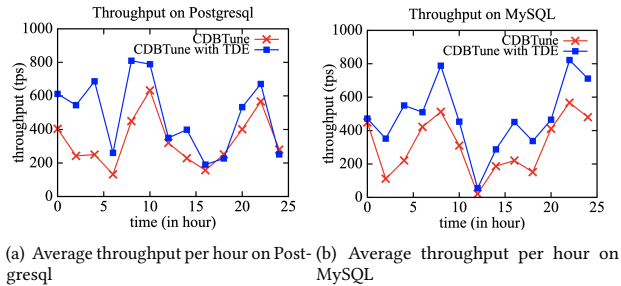 Throughput on Postgresql
CDBTune
CDBTune with TDE
throughput (tps)
1000
800
600
400
200
0
0 5 10 15 20 25
time (in hour)
(a) Average throughput per hour on Post-
gresql
Throughput on MySQL
CDBTune
CDBTune with TDE
throughput (tps)
1000
800
600
400
200
0
0 5 10 15 20 25
time (in hour)
(b) Average throughput per hour on
MySQL